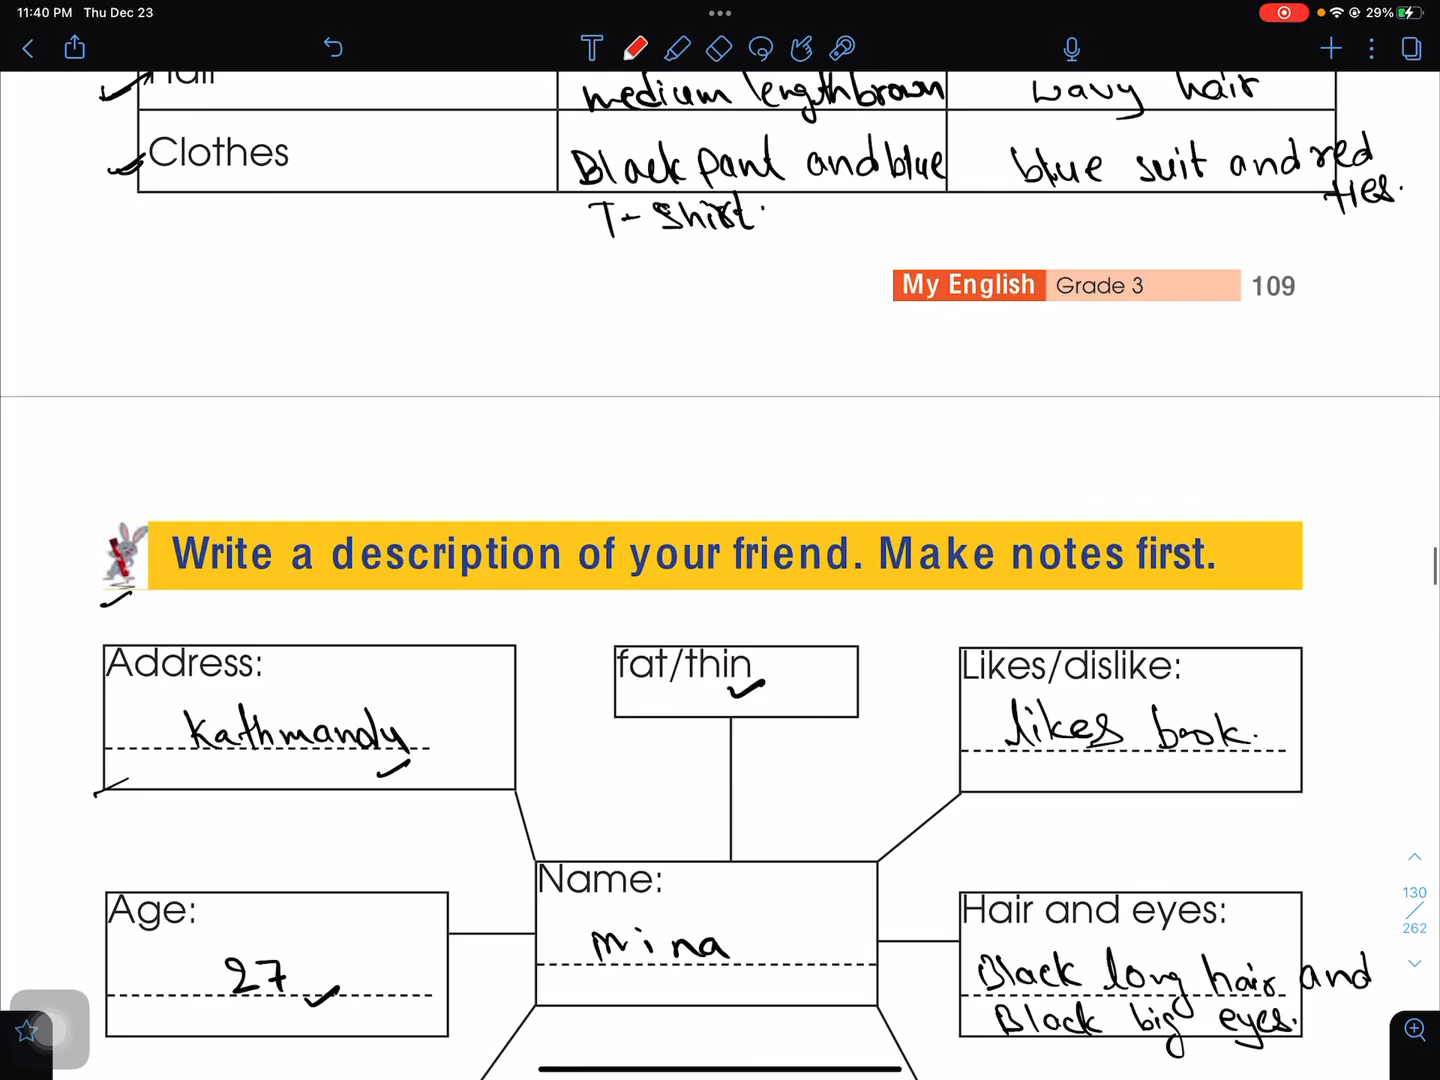 11:40 PM Thu Dec 23
29%
Hair
medium length brown
wavy hair
Clothes
Black pant and blue
T- Shirt.
blue suit and red
ties.
My English Grade 3 109
Write a description of your friend. Make notes first.
Address:
Kathmandu
fat/thin
Likes/dislike:
likes book.
Name:
mina
Age:
27
Hair and eyes:
Black long hair and
Black big eyes.
130
262